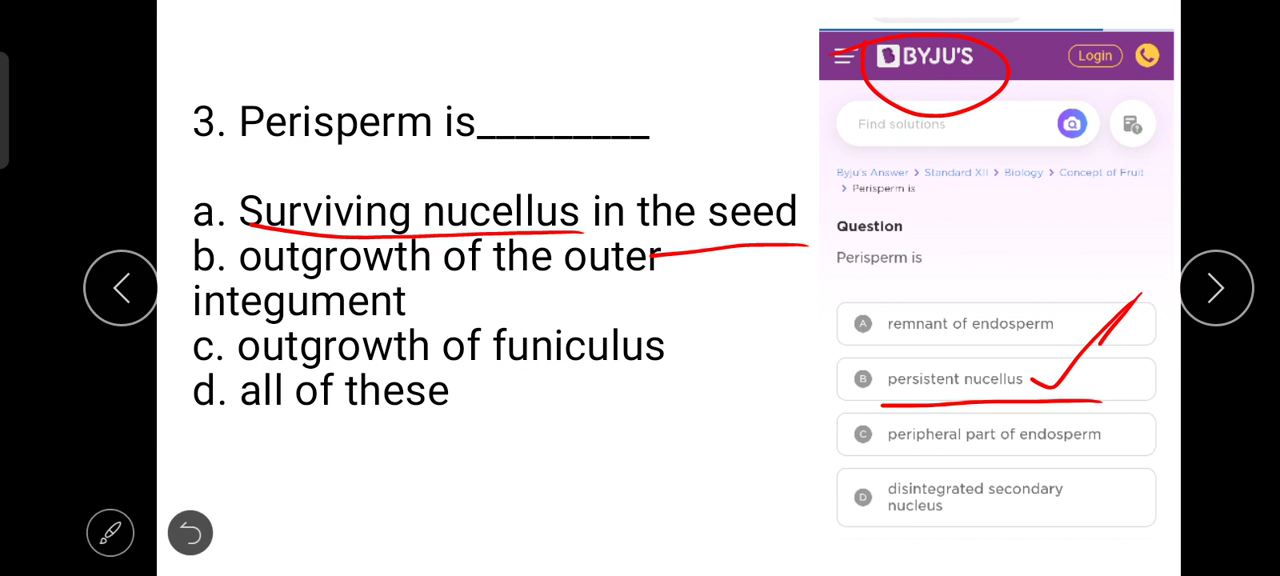 3. Perisperm is_________
a. Surviving nucellus in the seed
b. outgrowth of the outer
integument
c. outgrowth of funiculus
d. all of these
BYJU'S
Login
Find solutions
Byju's Answer > Standard XII > Biology > Concept of Fruit
> Perisperm is
Question
Perisperm is
A remnant of endosperm
B persistent nucellus
C peripheral part of endosperm
D disintegrated secondary
nucleus